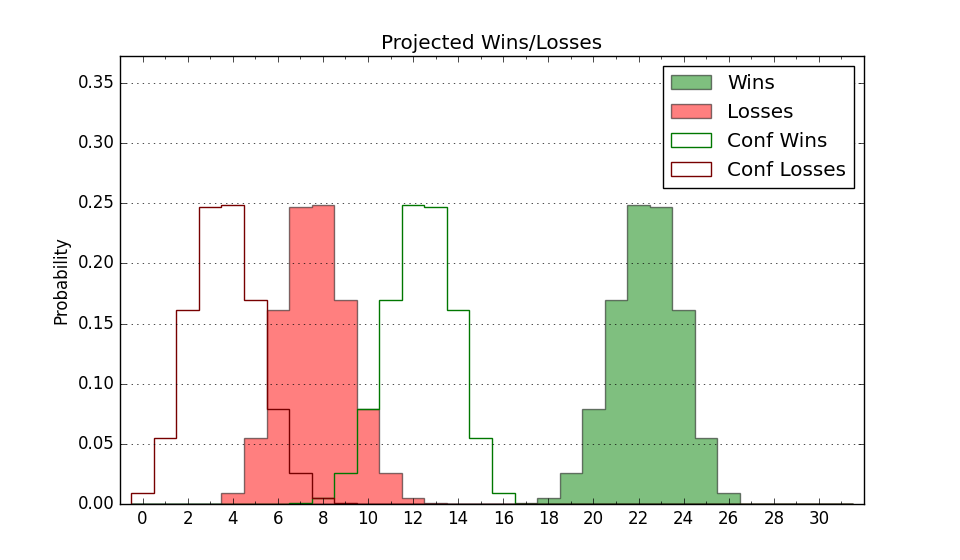 Projected Wins/Losses
Wins
Losses
Conf Wins
Conf Losses
Probability
0.35
0.30
0.25
0.20
0.15
0.10
0.05
0.00
0 2 4 6 8 10 12 14 16 18 20 22 24 26 28 30